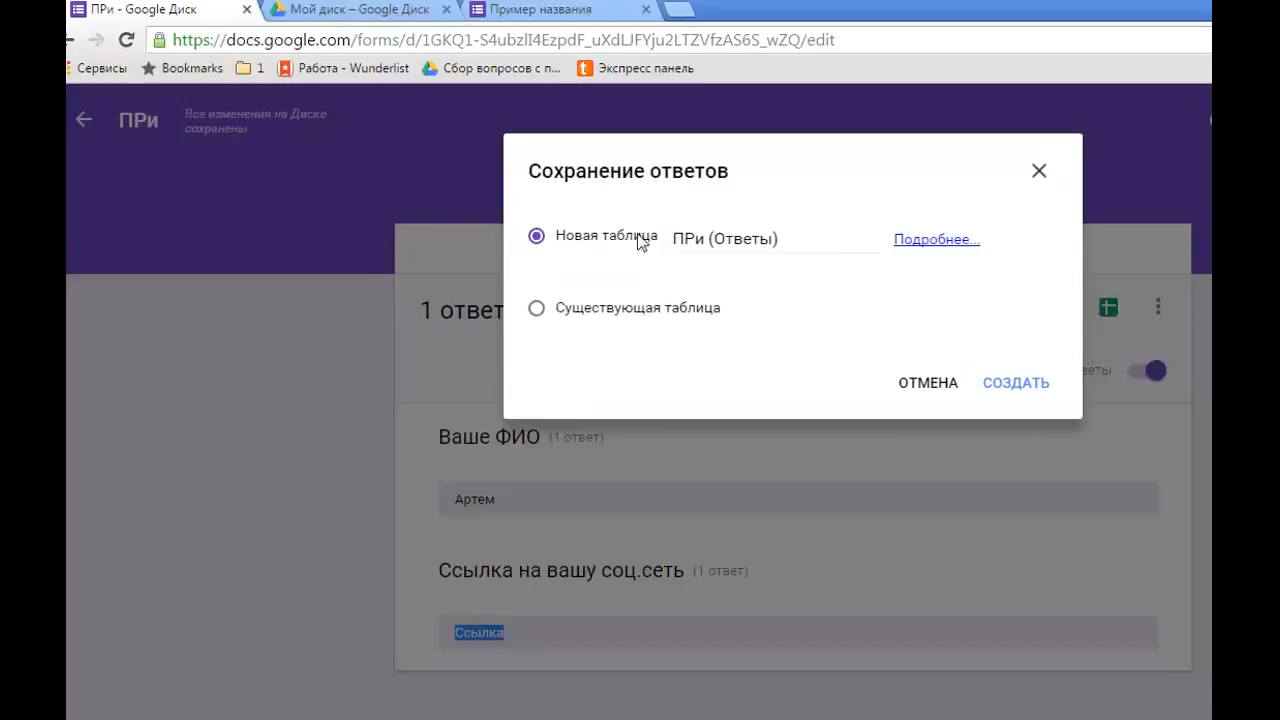 ПРи - Google Диск
Мой диск – Google Диск
Пример названия
https://docs.google.com/forms/d/1GKQ1-S4ubzlI4EzpdF_uXdLJFYju2LTZVfzAS6S_wZQ/edit
Сервисы Bookmarks 1 Работа - Wunderlist Сбор вопросов с п... Экспресс панель
ПРи
Все изменения на Диске
сохранены
Сохранение ответов
Новая таблица ПРи (Ответы) Подробнее...
1 ответ
Существующая таблица
ОТМЕНА СОЗДАТЬ
Ваше ФИО (1 ответ)
Артем
Ссылка на вашу соц.сеть (1 ответ)
Ссылка